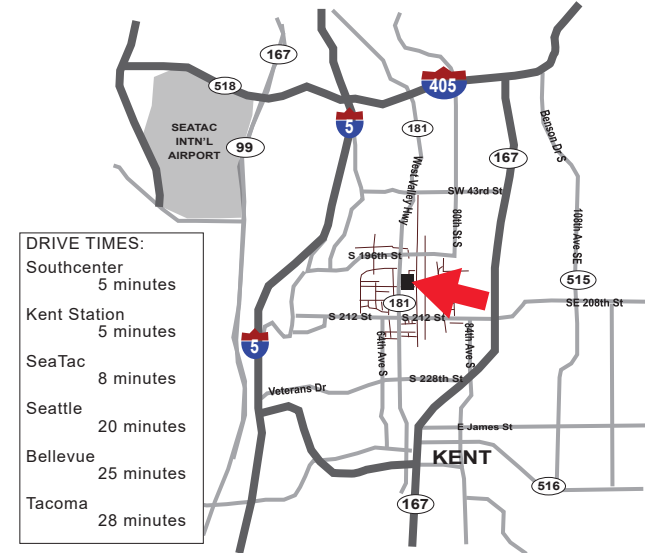 167
405
518
5
181
SEATAC
INT'L
AIRPORT
99
Benson Dr S
167
West Valley Hwy
SW 43rd St
80th St S
108th Ave SE
DRIVE TIMES:
Southcenter
5 minutes
Kent Station
5 minutes
SeaTac
8 minutes
Seattle
20 minutes
Bellevue
25 minutes
Tacoma
28 minutes
S 196th St
515
181
SE 208th St
S 212 St
S 212 St
5
64th Ave S
84th Ave S
S 228th St
Veterans Dr
E James St
KENT
516
167